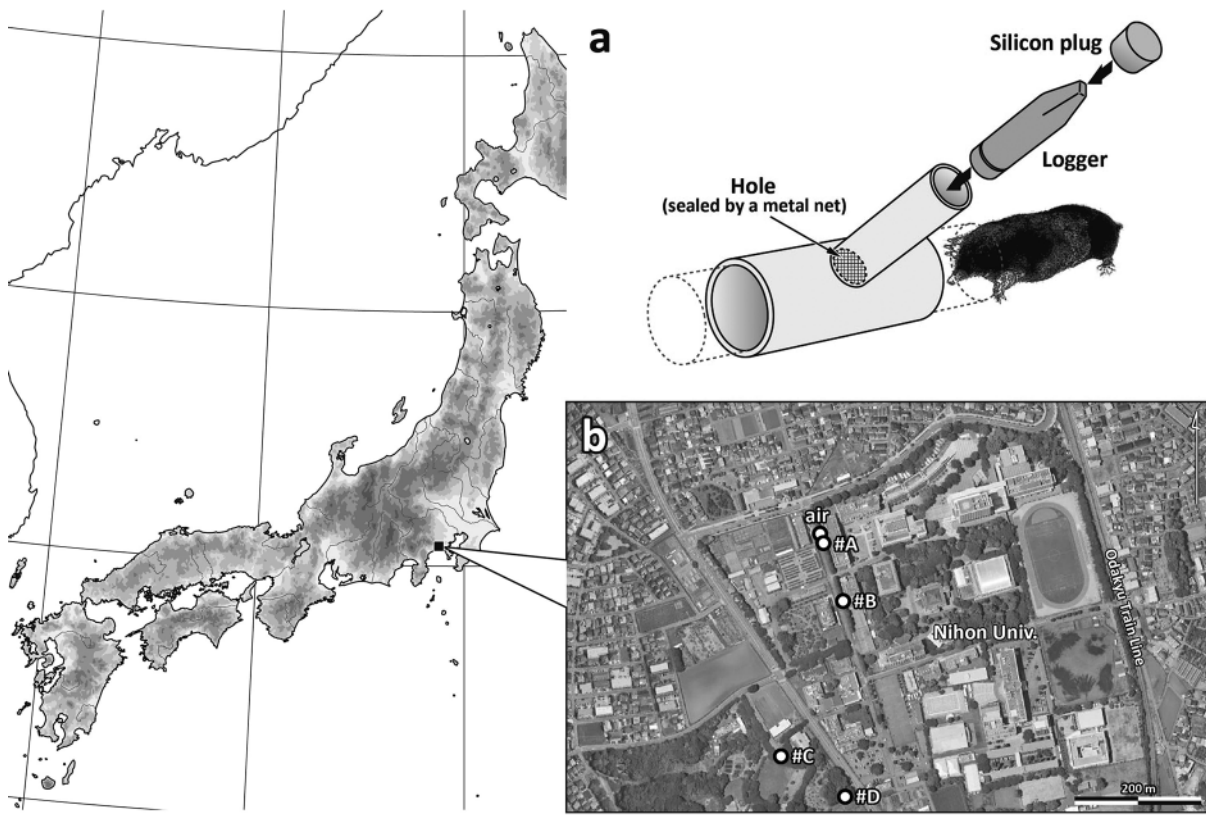 a
Silicon plug
Logger
Hole
(sealed by a metal net)
b
air
#A
#B
Nihon Univ.
Odakyu Train Line
#C
#D
200 m